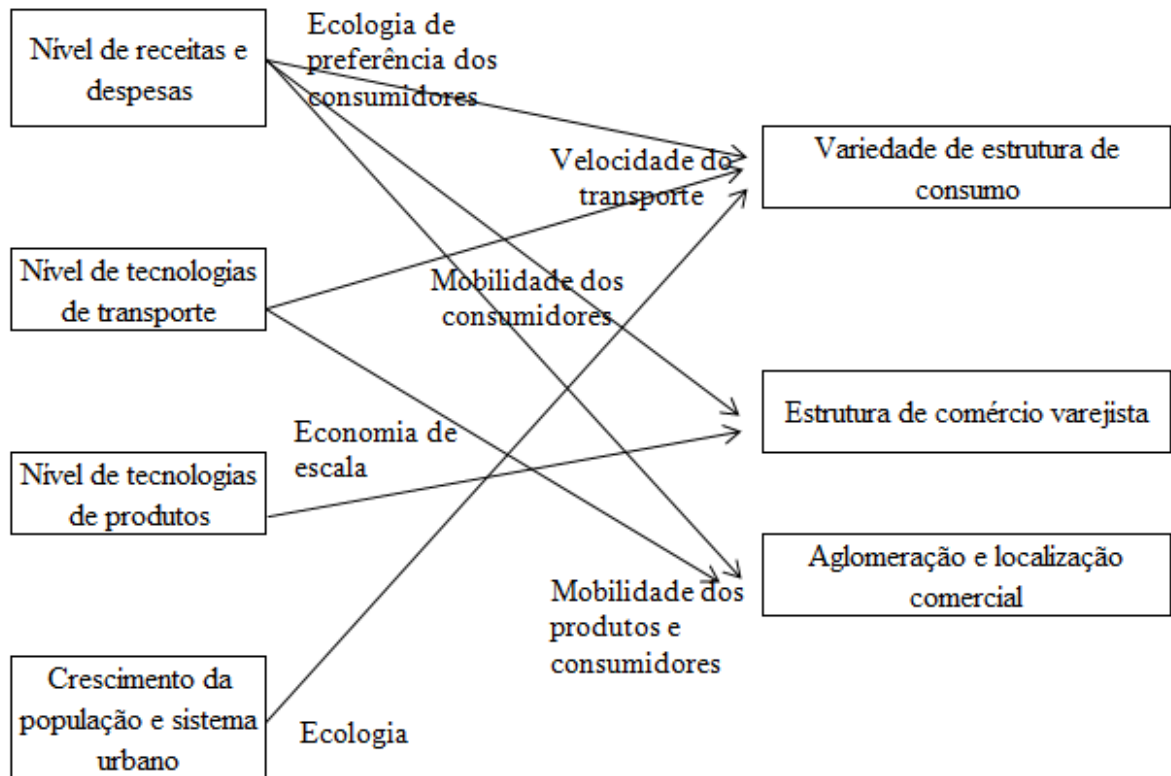 Nível de receitas e
despesas
Ecologia de
preferência dos
consumidores
Variedade de estrutura de
consumo
Velocidade do
transporte
Nível de tecnologias
de transporte
Mobilidade dos
consumidores
Estrutura de comércio varejista
Economia de
escala
Nível de tecnologias
de produtos
Aglomeração e localização
comercial
Mobilidade dos
produtos e
consumidores
Crescimento da
população e sistema
urbano
Ecologia